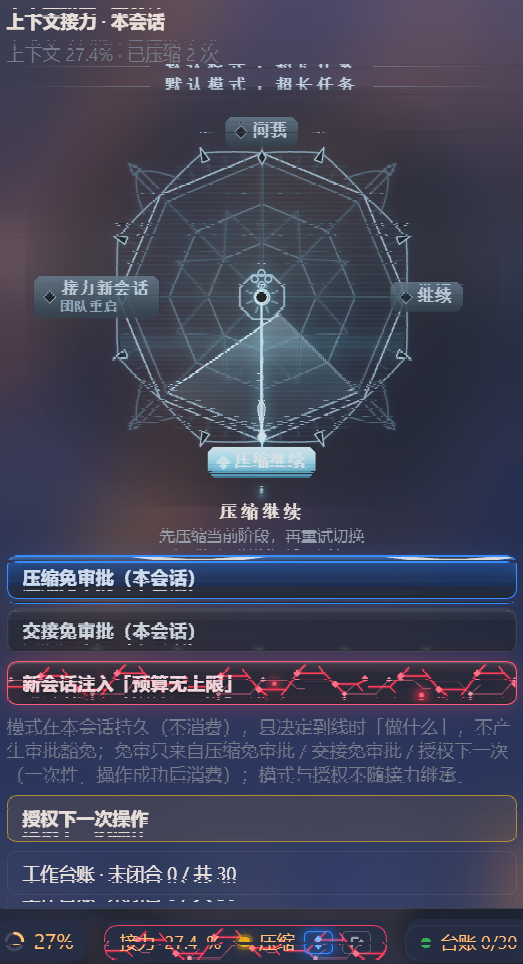 上下文接力 · 本会话
上下文 27.4% · 已压缩 2 次
默认模式 · 超长任务
问我
接力新会话
团队重启
继续
压缩继续
压缩继续
先压缩当前阶段，再重试切换
压缩免审批（本会话）
交接免审批（本会话）
新会话注入「预算无上限」
模式在本会话持久（不消费），且决定到线时「做什么」，不产
生审批豁免；免审只来自压缩免审批 / 交接免审批 / 授权下一次
（一次性，操作成功后消费）；模式与授权不随接力继承。
授权下一次操作
工作台账 · 未闭合 0 / 共 30
27%
接力 · 27.4 %
压缩
台账 0/30